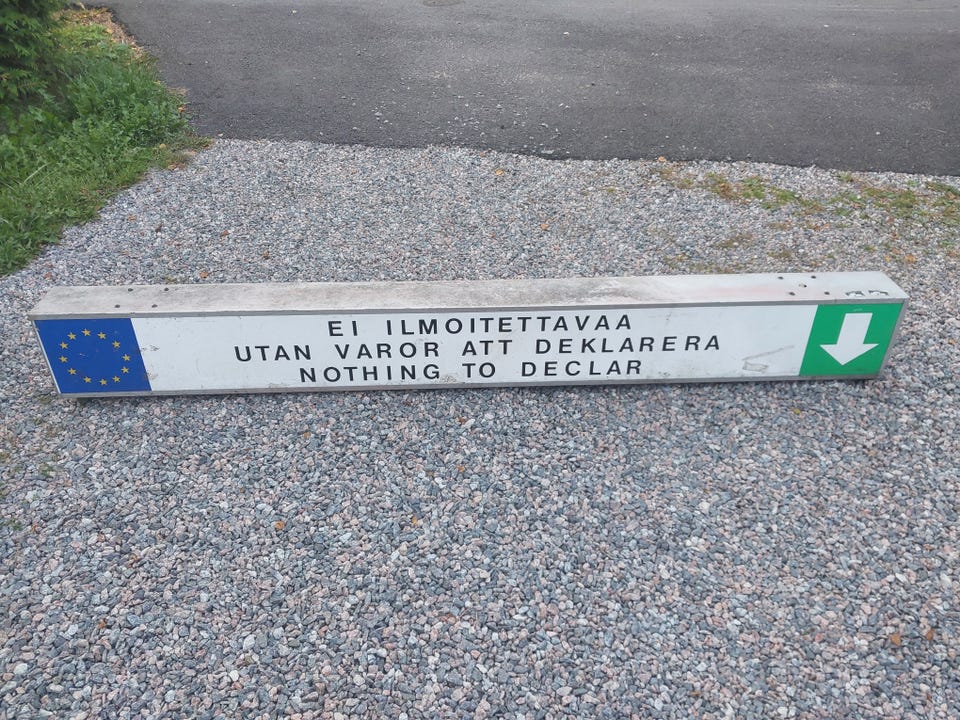 EI ILMOITETTAVAA
UTAN VAROR ATT DEKLARERA
NOTHING TO DECLAR